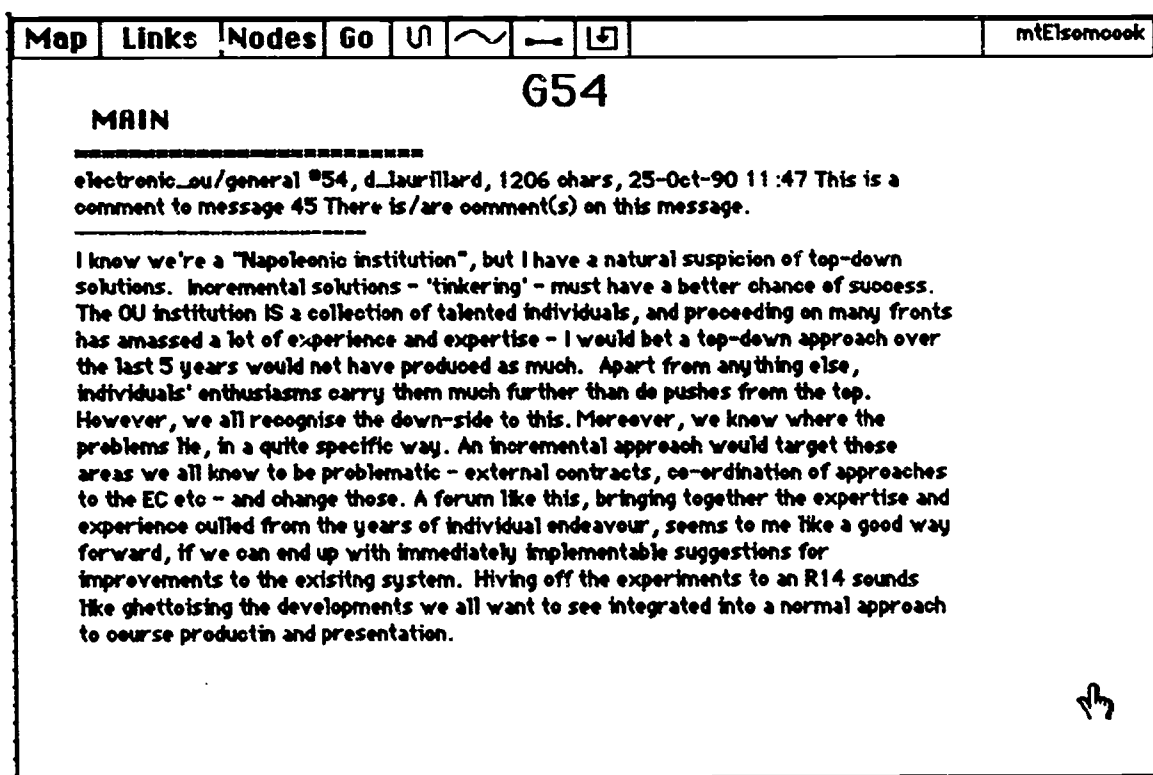 Map Links Nodes Go mtElsomcook
G54
MAIN
electronic_ou/general #54, d_laurillard, 1206 chars, 25-Oct-90 11:47 This is a
comment to message 45 There is/are comment(s) on this message.
I know we're a "Napoleonic institution", but I have a natural suspicion of top-down
solutions. Incremental solutions - 'tinkering' - must have a better chance of success.
The OU institution IS a collection of talented individuals, and proceeding on many fronts
has amassed a lot of experience and expertise - I would bet a top-down approach over
the last 5 years would not have produced as much. Apart from anything else,
individuals' enthusiasms carry them much further than do pushes from the top.
However, we all recognise the down-side to this. Moreover, we know where the
problems lie, in a quite specific way. An incremental approach would target those
areas we all know to be problematic - external contracts, co-ordination of approaches
to the EC etc - and change those. A forum like this, bringing together the expertise and
experience culled from the years of individual endeavour, seems to me like a good way
forward, if we can end up with immediately implementable suggestions for
improvements to the exisitng system. Hiving off the experiments to an R14 sounds
like ghettoising the developments we all want to see integrated into a normal approach
to course productin and presentation.